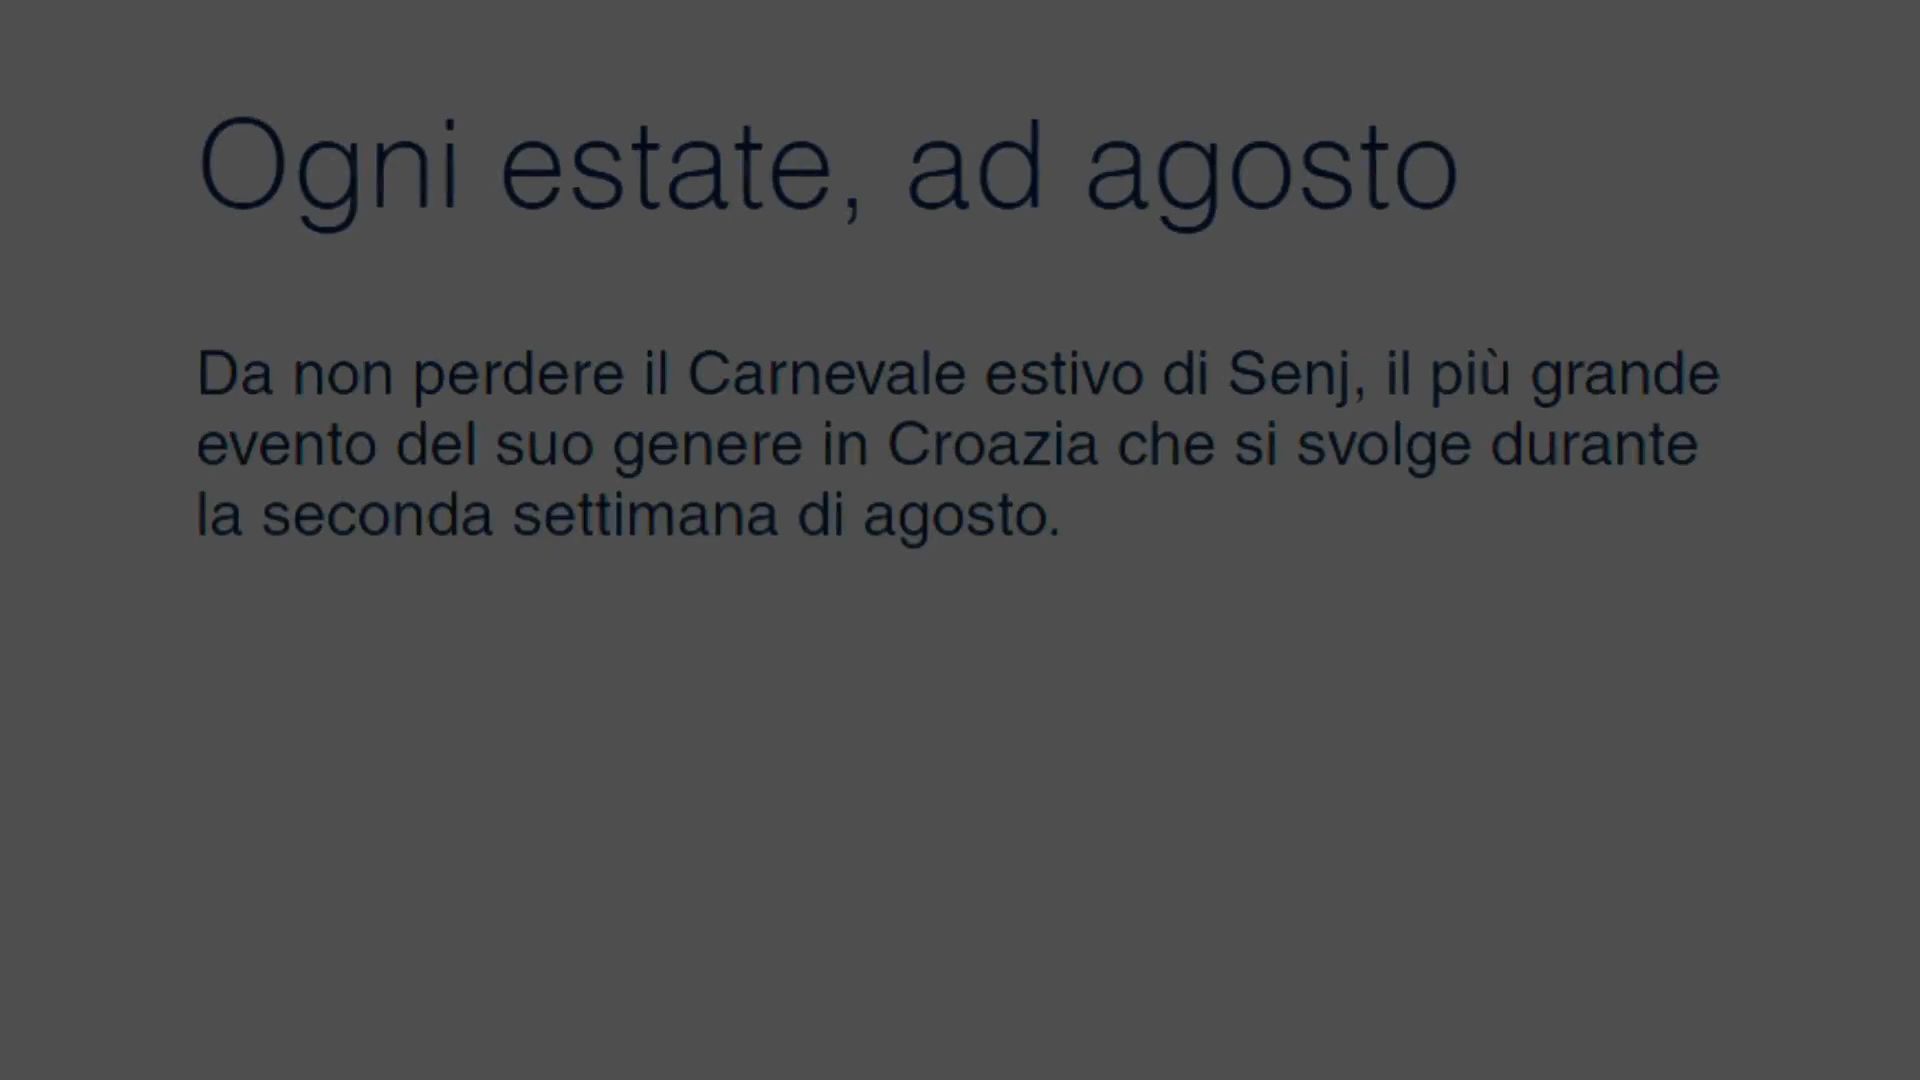 Ogni estate, ad agosto
Da non perdere il Carnevale estivo di Senj, il più grande
evento del suo genere in Croazia che si svolge durante
la seconda settimana di agosto.